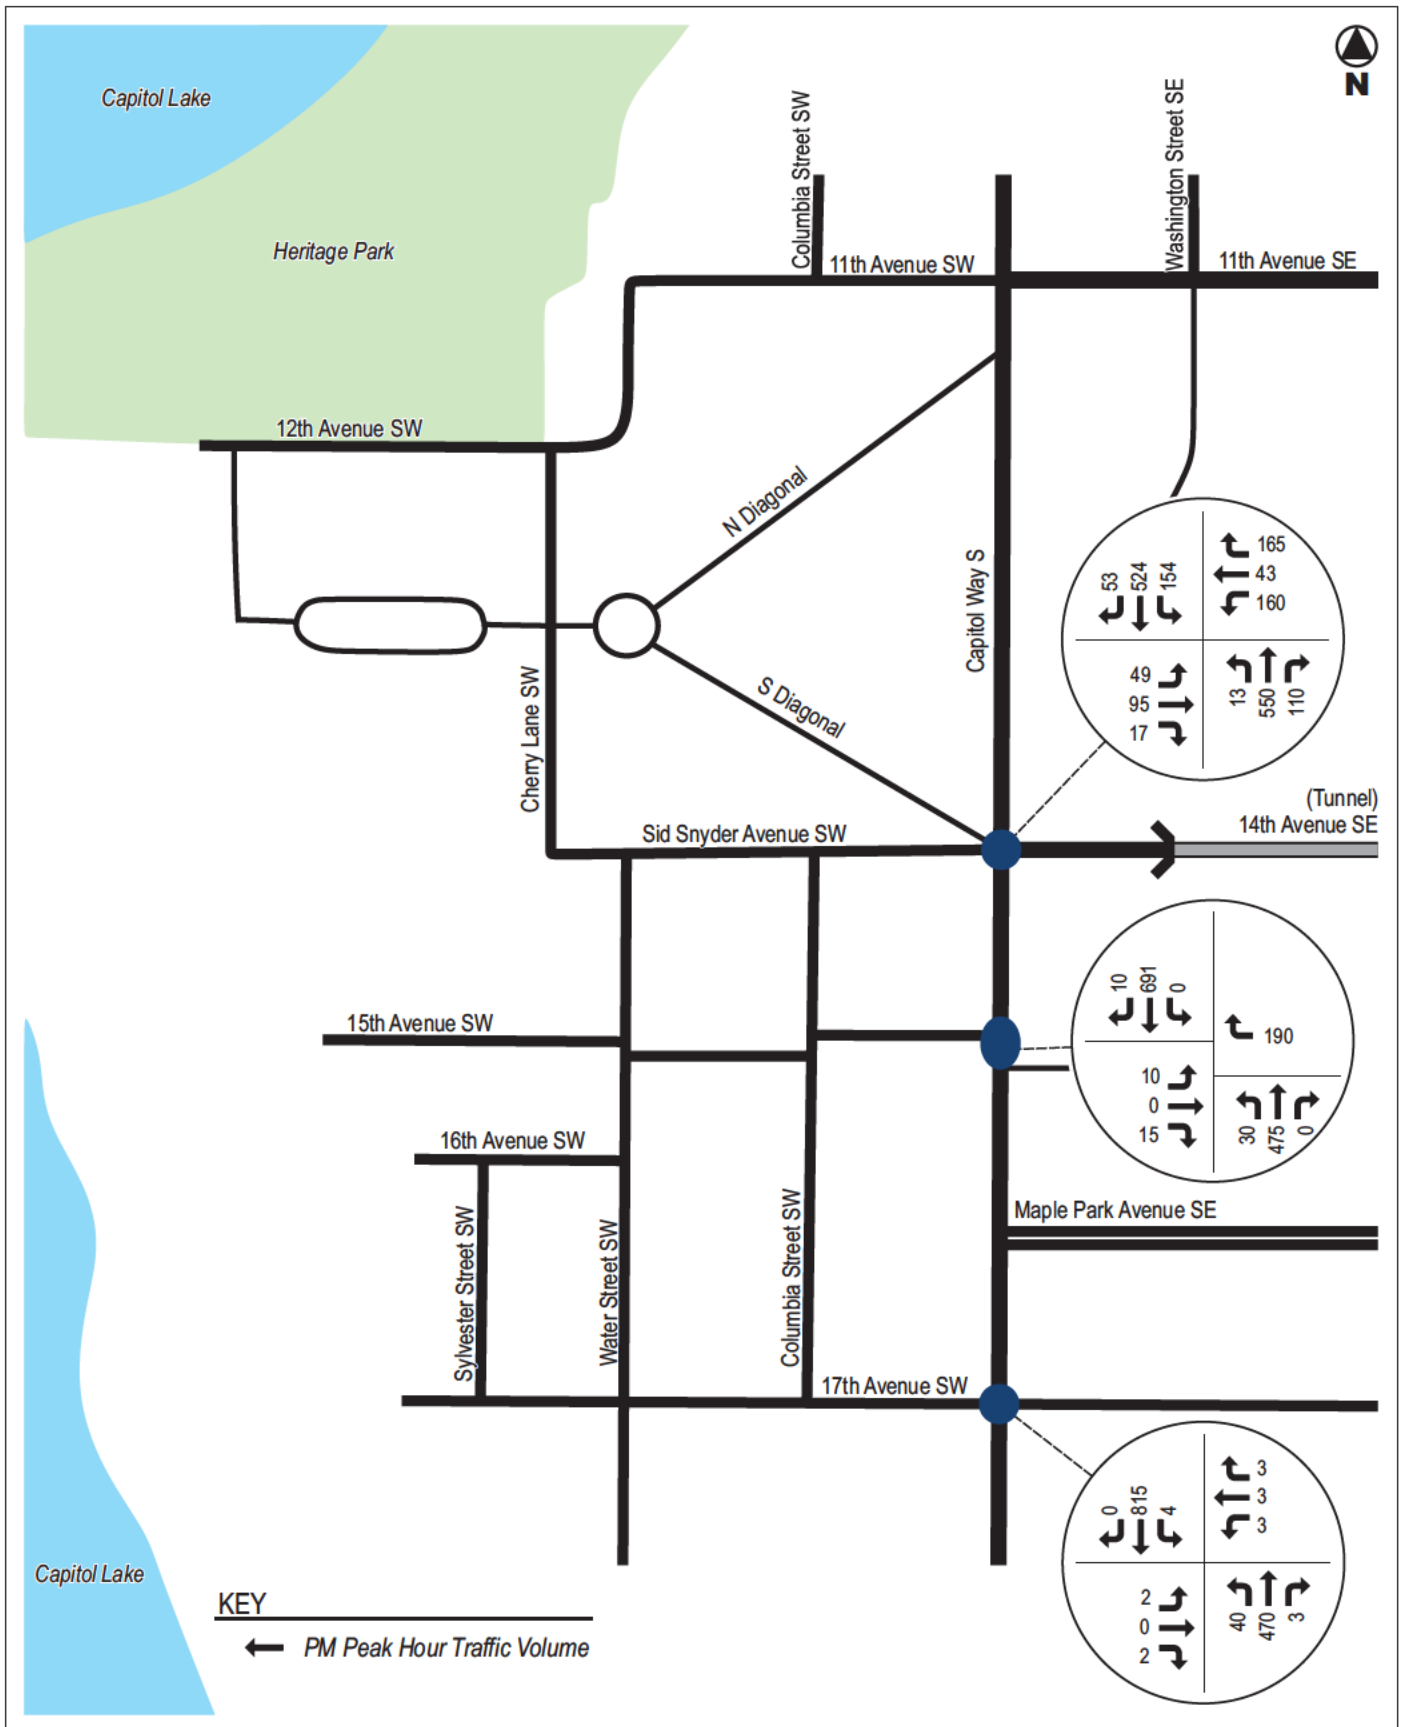 N
Capitol Lake
Heritage Park
Columbia Street SW
Washington Street SE
11th Avenue SW
11th Avenue SE
12th Avenue SW
N Diagonal
Capitol Way S
53
524
154
165
43
160
49
95
17
13
550
110
S Diagonal
Cherry Lane SW
(Tunnel)
14th Avenue SE
Sid Snyder Avenue SW
15th Avenue SW
10
691
0
190
10
0
15
30
475
0
16th Avenue SW
Maple Park Avenue SE
Sylvester Street SW
Water Street SW
Columbia Street SW
17th Avenue SW
0
815
4
3
3
3
2
0
2
40
470
3
Capitol Lake
KEY
PM Peak Hour Traffic Volume